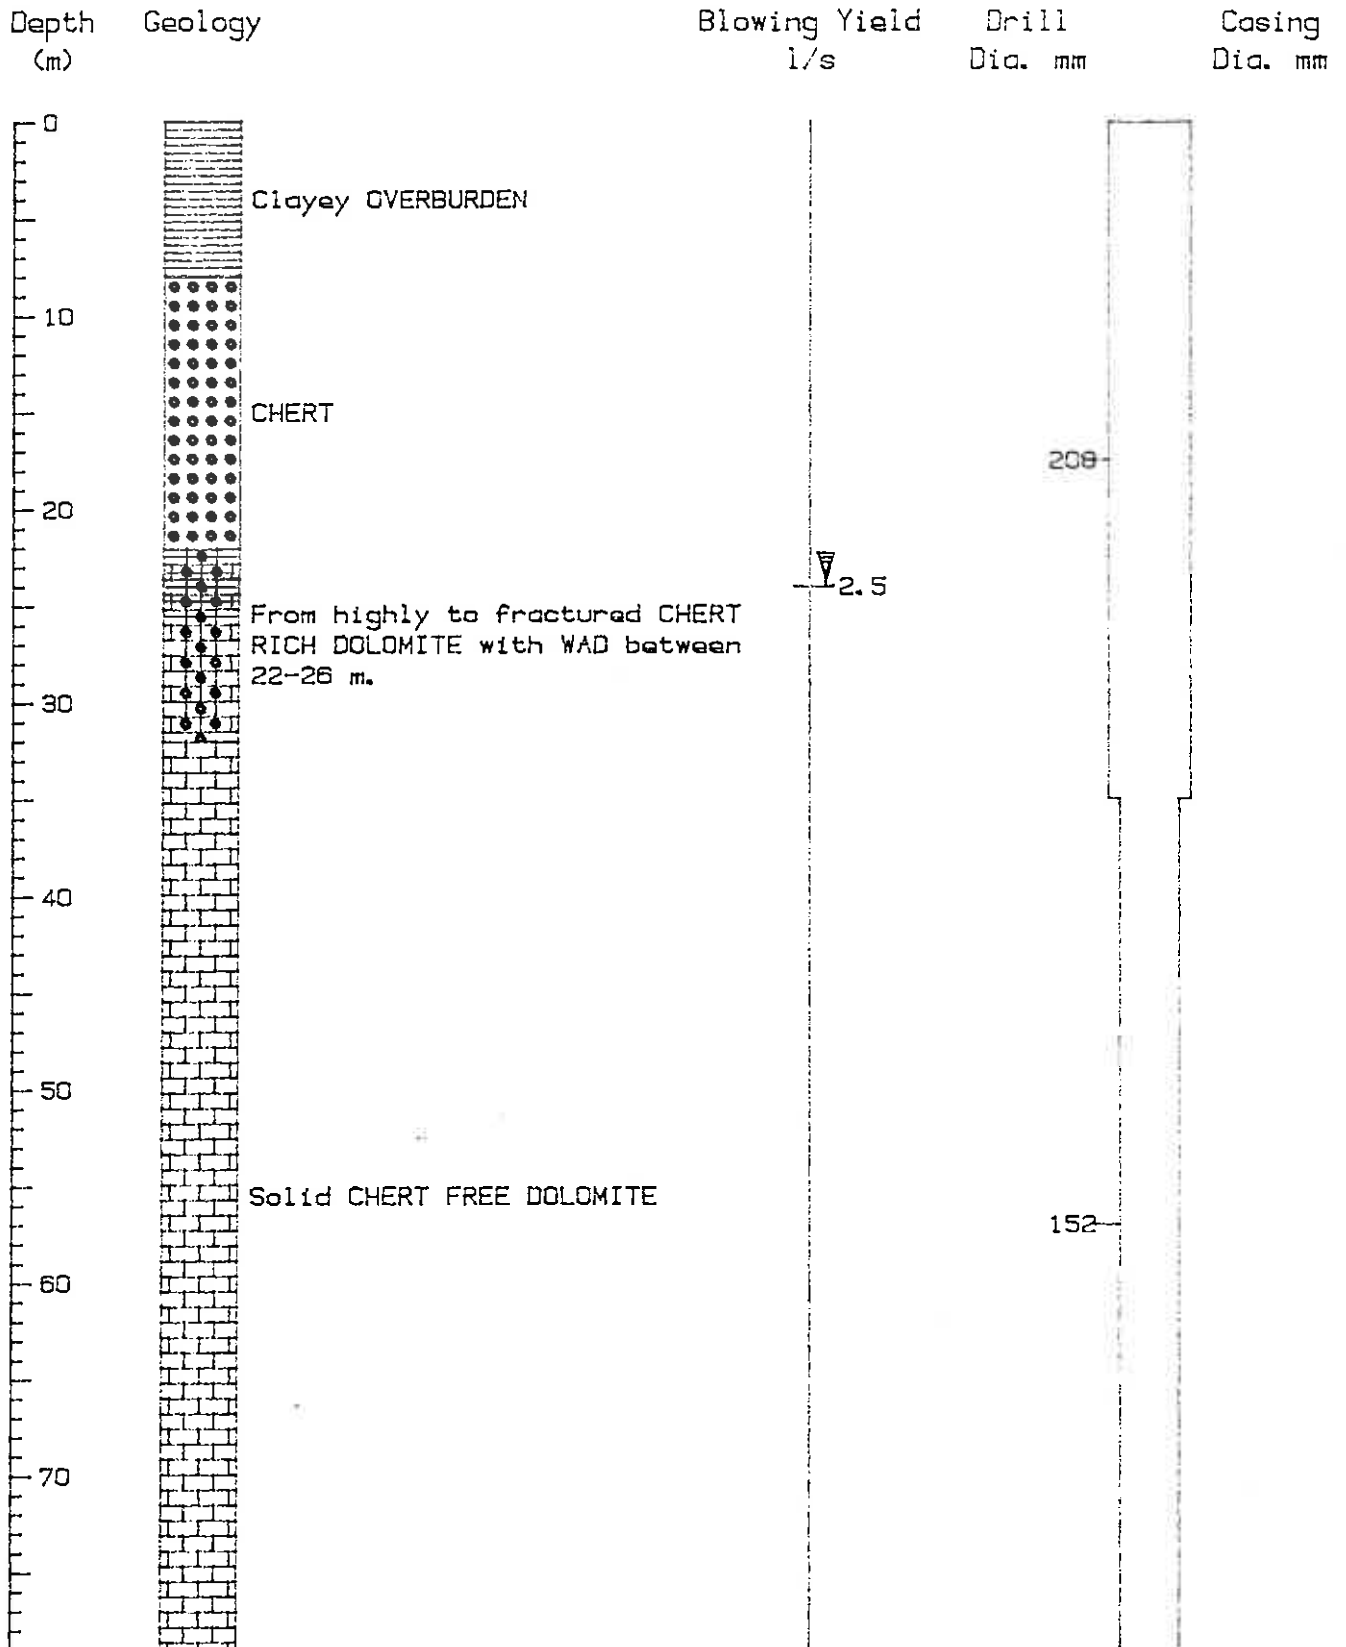 Depth Geology Blowing Yield Drill Casing
(m) l/s Dia. mm Dia. mm
0
Clayey OVERBURDEN
10
CHERT
208
20
2.5
From highly to fractured CHERT
RICH DOLOMITE with WAD between
22-26 m.
30
40
50
Solid CHERT FREE DOLOMITE
152
60
70